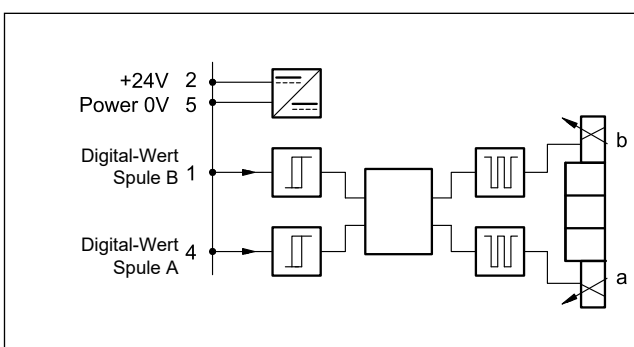 +24V 2
Power 0V 5
Digital-Wert
Spule B 1
Digital-Wert
Spule A 4
b
a